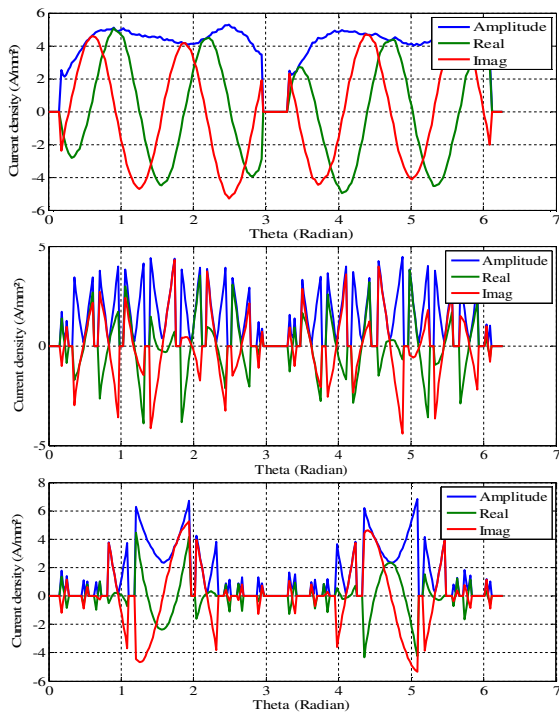 6
4
2
0
-2
-4
-6
Current density (A/mm²)
Amplitude
Real
Imag
0 1 2 3 4 5 6 7
Theta (Radian)
5
0
-5
Current density (A/mm²)
Amplitude
Real
Imag
0 1 2 3 4 5 6 7
Theta (Radian)
8
6
4
2
0
-2
-4
-6
Current density (A/mm²)
Amplitude
Real
Imag
0 1 2 3 4 5 6 7
Theta (Radian)